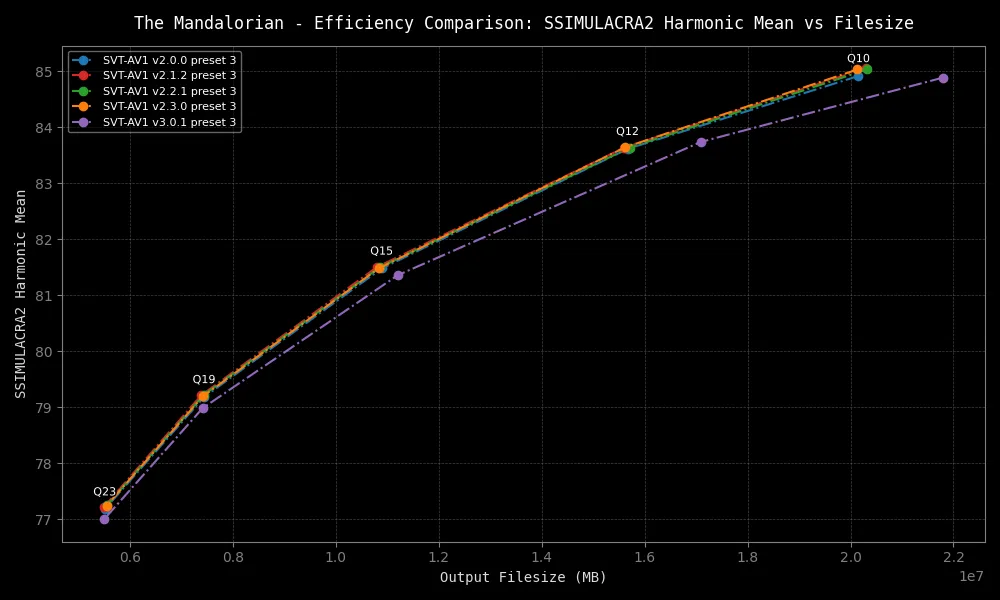 The Mandalorian - Efficiency Comparison: SSIMULACRA2 Harmonic Mean vs Filesize
SVT-AV1 v2.0.0 preset 3
SVT-AV1 v2.1.2 preset 3
SVT-AV1 v2.2.1 preset 3
SVT-AV1 v2.3.0 preset 3
SVT-AV1 v3.0.1 preset 3
Q10
Q12
Q15
Q19
Q23
85
84
83
82
81
80
79
78
77
SSIMULACRA2 Harmonic Mean
0.6 0.8 1.0 1.2 1.4 1.6 1.8 2.0 2.2
1e7
Output Filesize (MB)